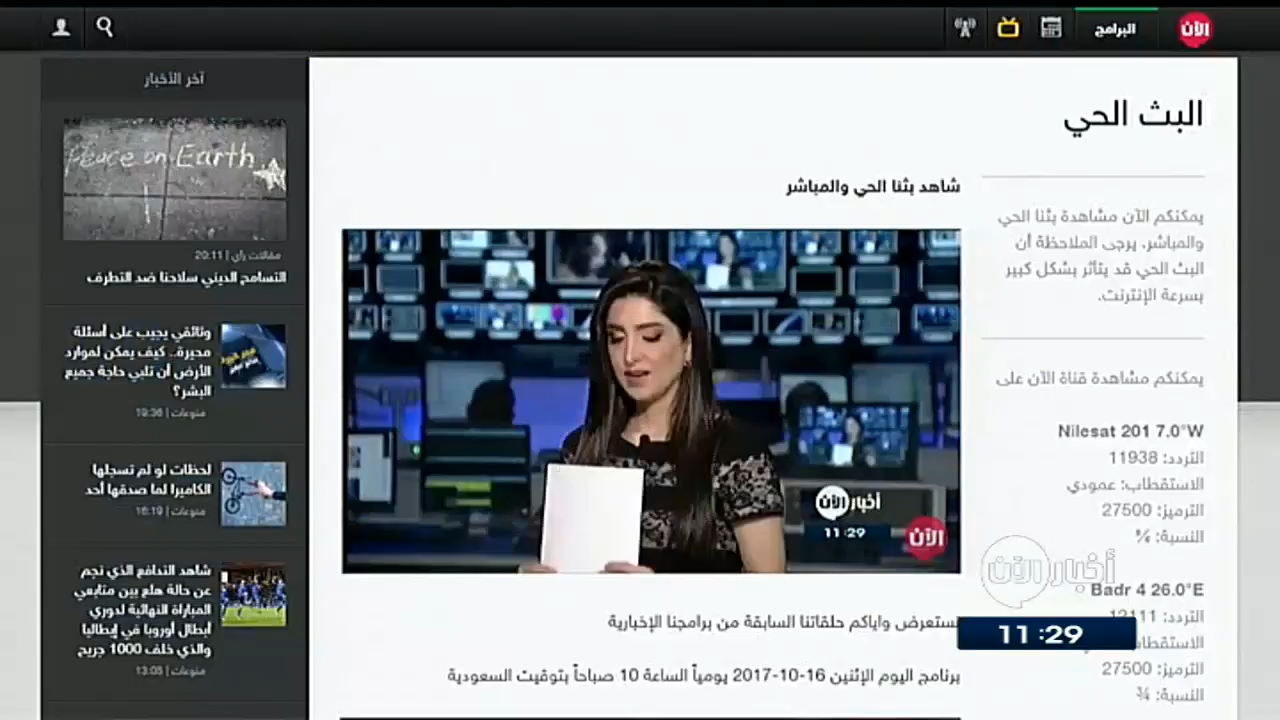 الآن
البرامج
البث الحي
يمكنكم الآن مشاهدة بثنا الحي
والمباشر. يرجى الملاحظة أن
البث الحي قد يتأثر بشكل كبير
بسرعة الإنترنت.
يمكنكم مشاهدة قناة الآن على
Nilesat 201 7.0°W
التردد: 11938
الاستقطاب: عمودي
الترميز: 27500
النسبة: ¾
Badr 4 26.0°E
التردد:
الاستقطاب
الترميز: 27500
النسبة: ¾
شاهد بثنا الحي والمباشر
أخبار الآن
11:29
الآن
نستعرض واياكم حلقاتنا السابقة من برامجنا الإخبارية
برنامج اليوم الإثنين 16-10-2017 يومياً الساعة 10 صباحاً بتوقيت السعودية
أخبار الآن
11:29
آخر الأخبار
Peace on Earth
مقالات رأي | 20:11
التسامح الديني سلاحنا ضد التطرف
وثائقي يجيب على أسئلة
محيرة.. كيف يمكن لموارد
الأرض أن تلبي حاجة جميع
البشر؟
منوعات | 19:36
لحظات لو لم تسجلها
الكاميرا لما صدقها أحد
منوعات | 16:19
شاهد التدافع الذي نجم
عن حالة هلع بين متابعي
المباراة النهائية لدوري
أبطال أوروبا في إيطاليا
والذي خلف 1000 جريح
منوعات | 13:05